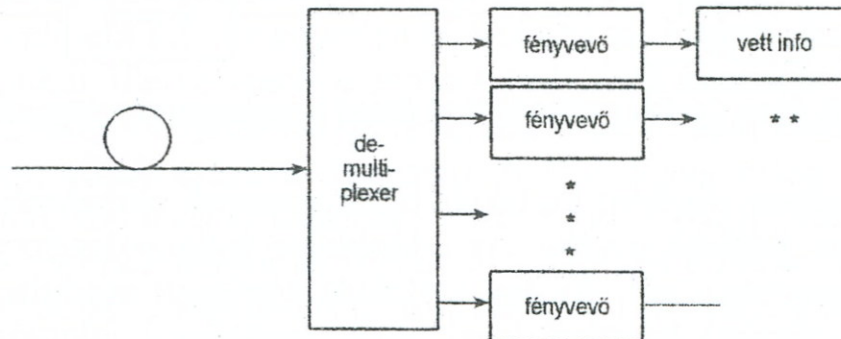 fényvevő
vett info
fényvevő
* *
de-
multi-
plexer
*
*
*
fényvevő